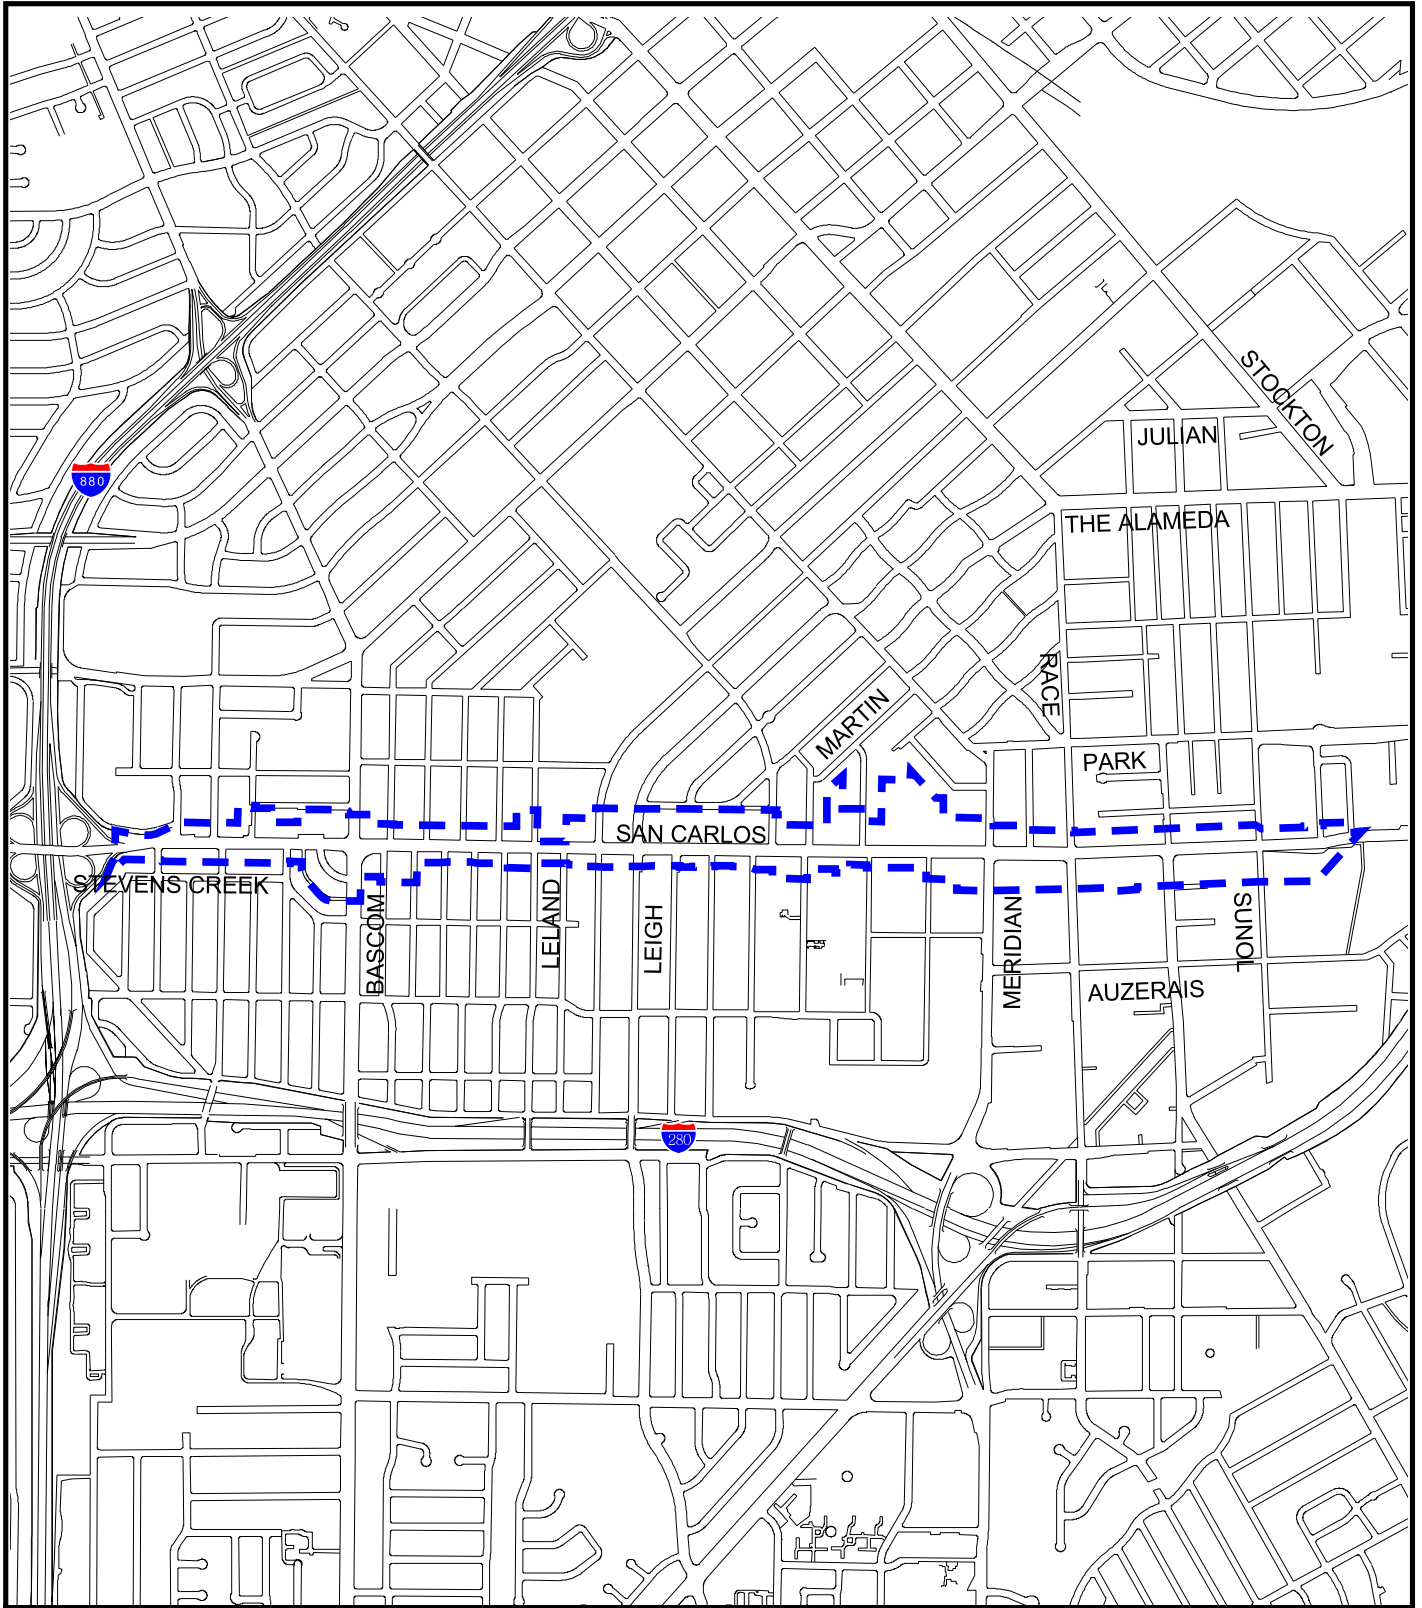 STOCKTON
JULIAN
880
THE ALAMEDA
RACE
MARTIN
PARK
SAN CARLOS
STEVENS CREEK
BASCOM
LELAND
LEIGH
MERIDIAN
SUNOL
AUZERAIS
280